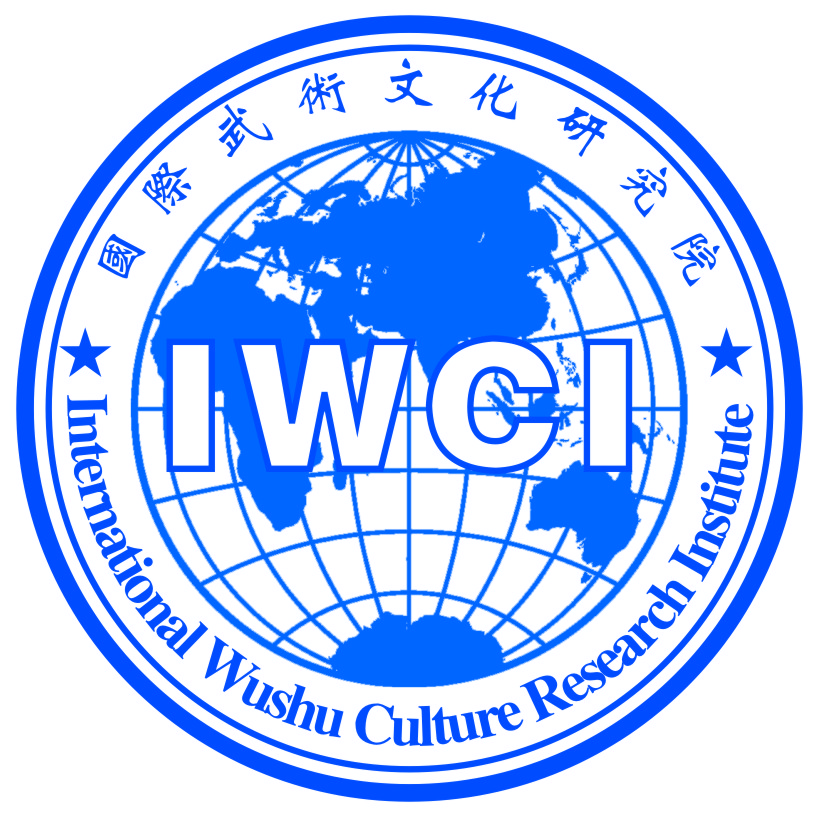 國際武術文化研究院
IWCI
International Wushu Culture Research Institute